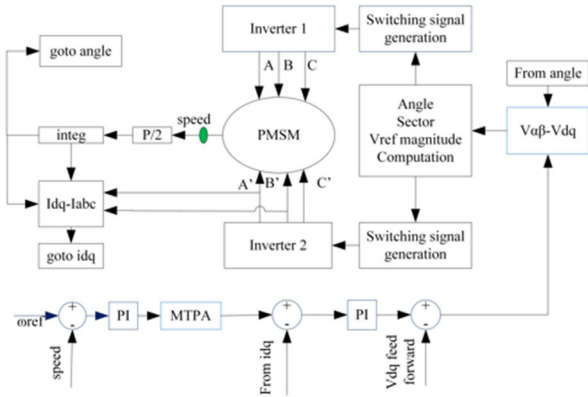 goto angle
Inverter 1
Switching signal
generation
A B C
From angle
speed
integ
P/2
PMSM
Angle
Sector
Vref magnitude
Computation
Vαβ-Vdq
Idq-Iabc
A' B' C'
goto idq
Inverter 2
Switching signal
generation
ωref
+
-
PI
MTPA
+
-
PI
+
-
speed
From idq
Vdq feed
forward